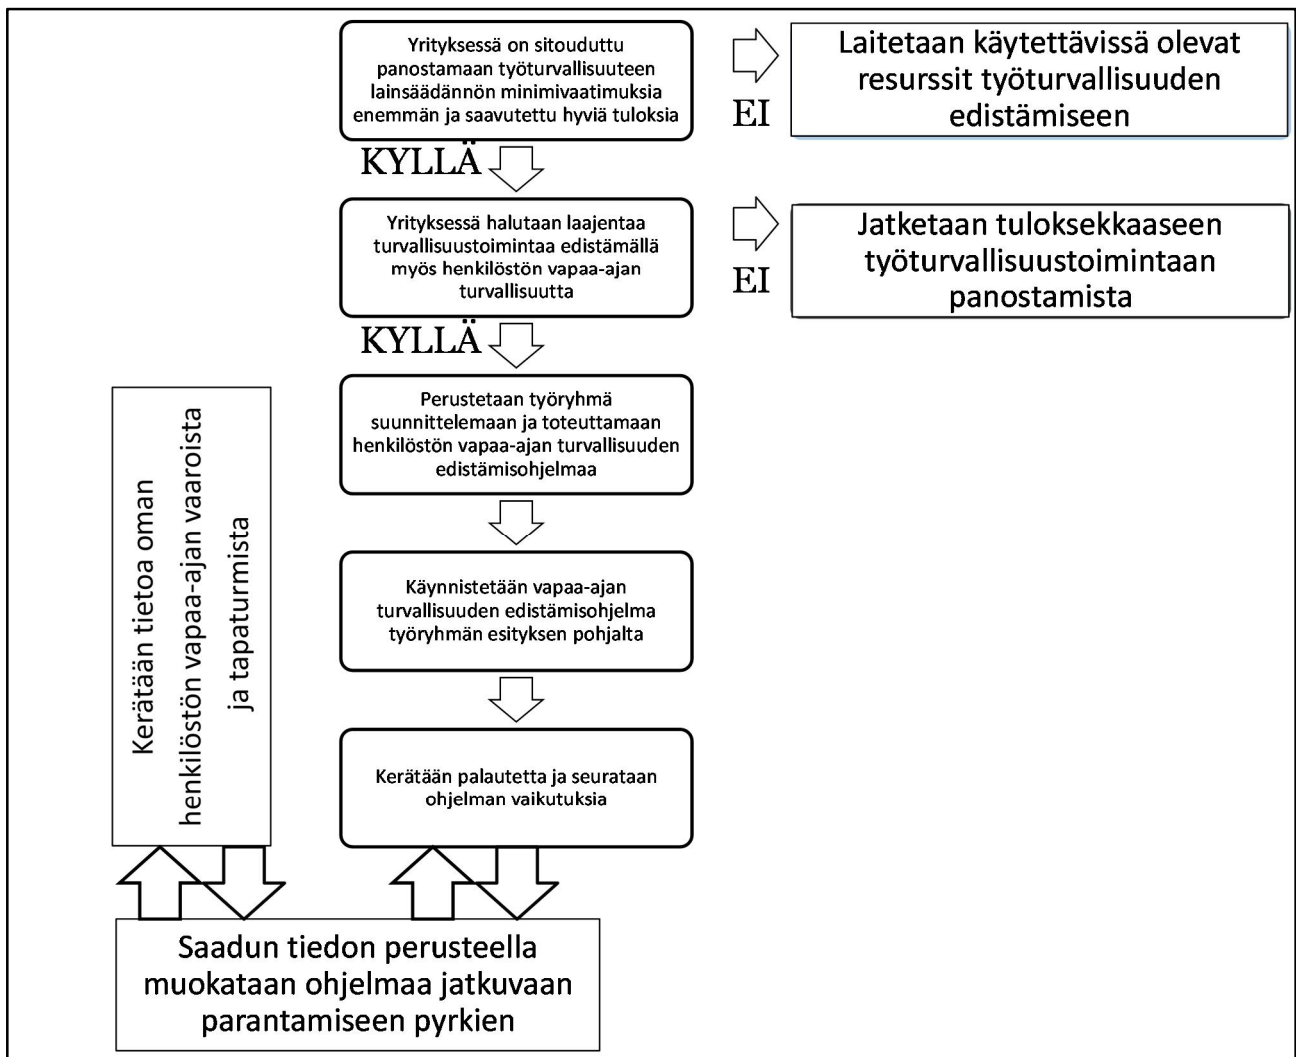 Yrityksessä on sitouduttu
panostamaan työturvallisuuteen
lainsäädännön minimivaatimuksia
enemmän ja saavutettu hyviä tuloksia
EI
Laitetaan käytettävissä olevat
resurssit työturvallisuuden
edistämiseen
KYLLÄ
Yrityksessä halutaan laajentaa
turvallisuustoimintaa edistämällä
myös henkilöstön vapaa-ajan
turvallisuutta
EI
Jatketaan tuloksekkaaseen
työturvallisuustoimintaan
panostamista
KYLLÄ
Perustetaan työryhmä
suunnittelemaan ja toteuttamaan
henkilöstön vapaa-ajan turvallisuuden
edistämisohjelmaa
Käynnistetään vapaa-ajan
turvallisuuden edistämisohjelma
työryhmän esityksen pohjalta
Kerätään palautetta ja seurataan
ohjelman vaikutuksia
Kerätään tietoa oman
henkilöstön vapaa-ajan vaaroista
ja tapaturmista
Saadun tiedon perusteella
muokataan ohjelmaa jatkuvaan
parantamiseen pyrkien